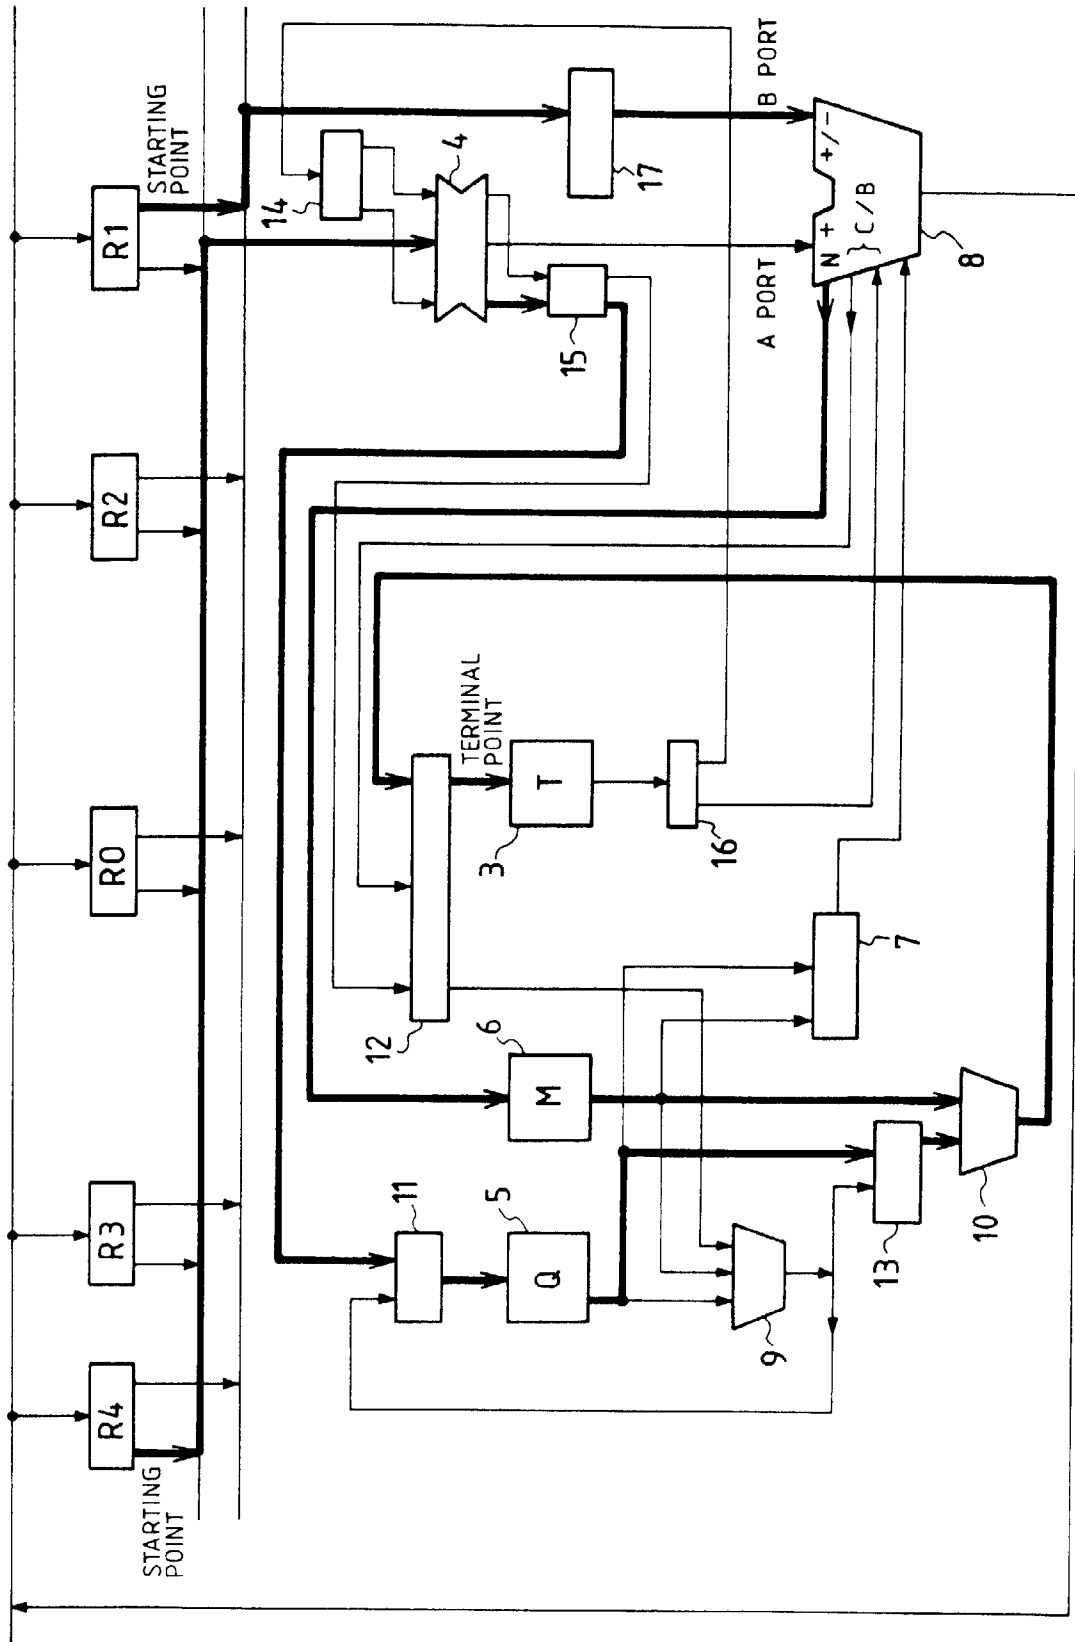 R4
R3
R0
R2
R1
STARTING
POINT
STARTING
POINT
14
4
15
17
11
5
Q
M
6
12
TERMINAL
POINT
T
3
16
9
13
10
7
A PORT
B PORT
N + +/-
} C/B
8